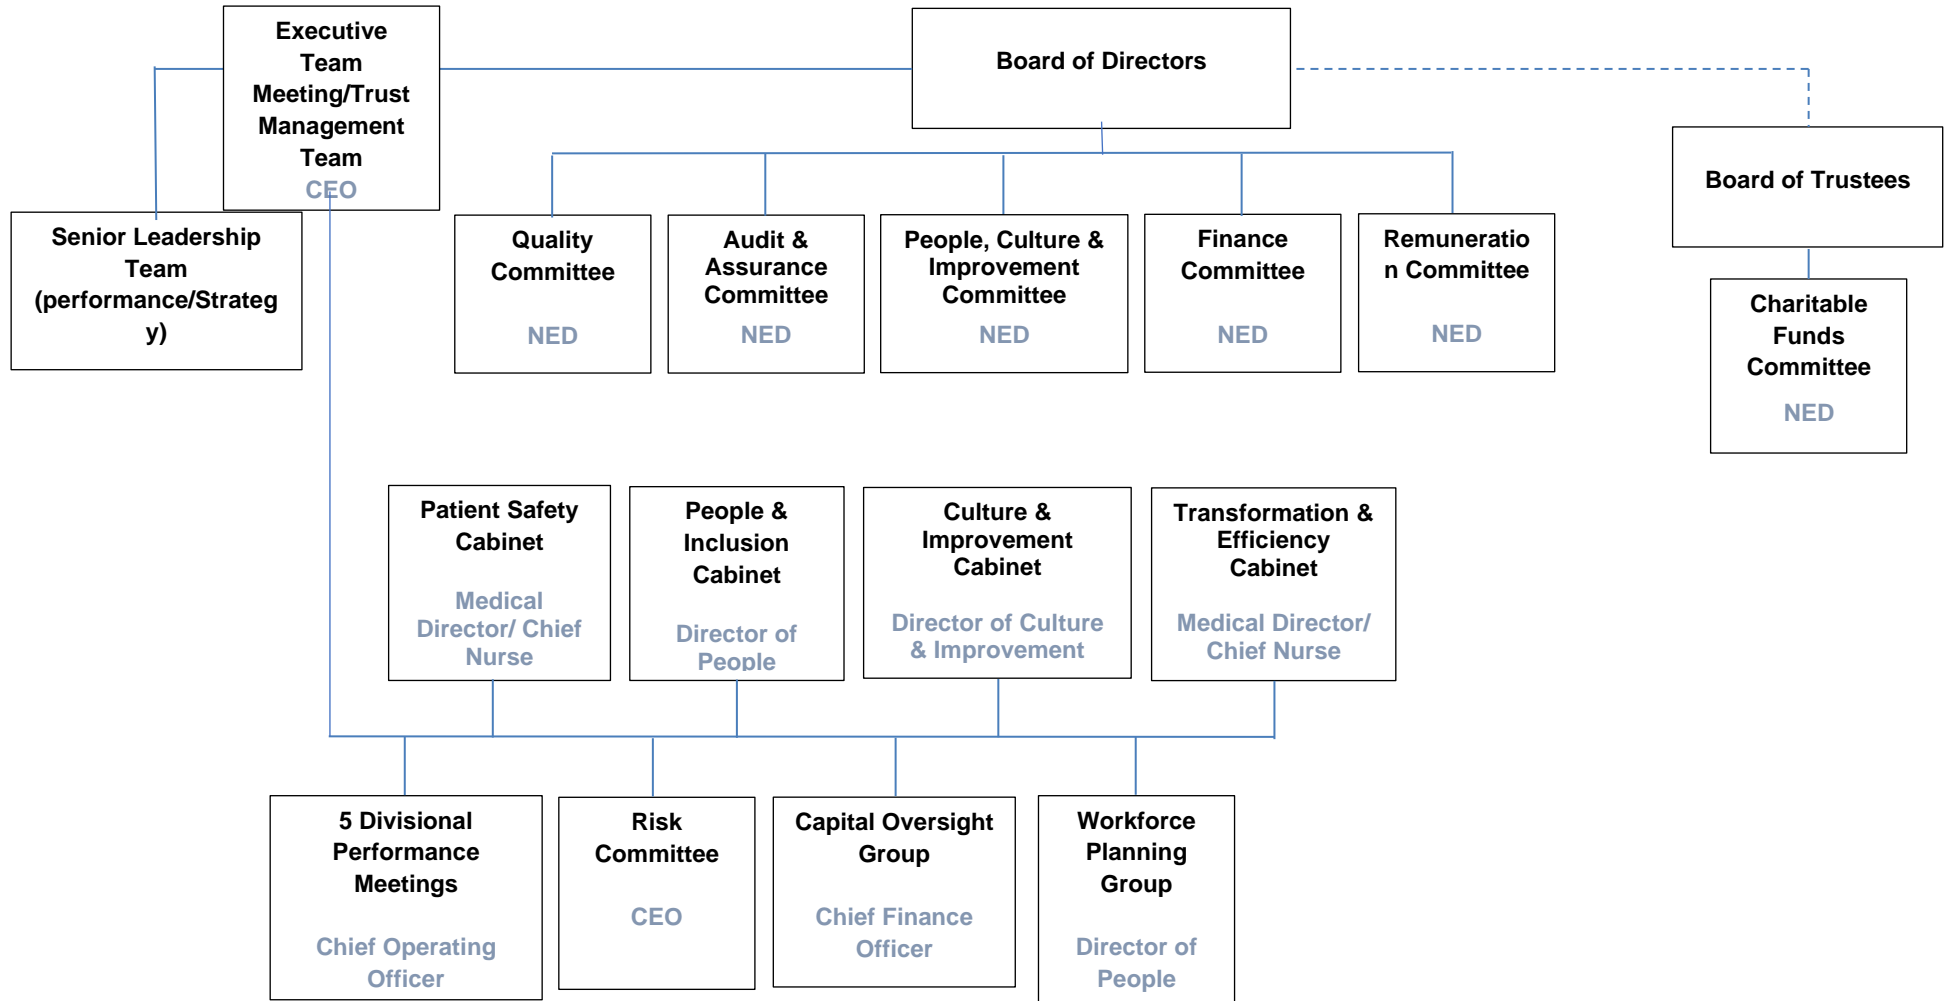 Executive
Team
Meeting/Trust
Management
Team
CEO
Board of Directors
Board of Trustees
Senior Leadership
Team
(performance/Strateg
y)
Quality
Committee
NED
Audit &
Assurance
Committee
NED
People, Culture &
Improvement
Committee
NED
Finance
Committee
NED
Remuneratio
n Committee
NED
Charitable
Funds
Committee
NED
Patient Safety
Cabinet
Medical
Director/ Chief
Nurse
People &
Inclusion
Cabinet
Director of
People
Culture &
Improvement
Cabinet
Director of Culture
& Improvement
Transformation &
Efficiency
Cabinet
Medical Director/
Chief Nurse
5 Divisional
Performance
Meetings
Chief Operating
Officer
Risk
Committee
CEO
Capital Oversight
Group
Chief Finance
Officer
Workforce
Planning
Group
Director of
People